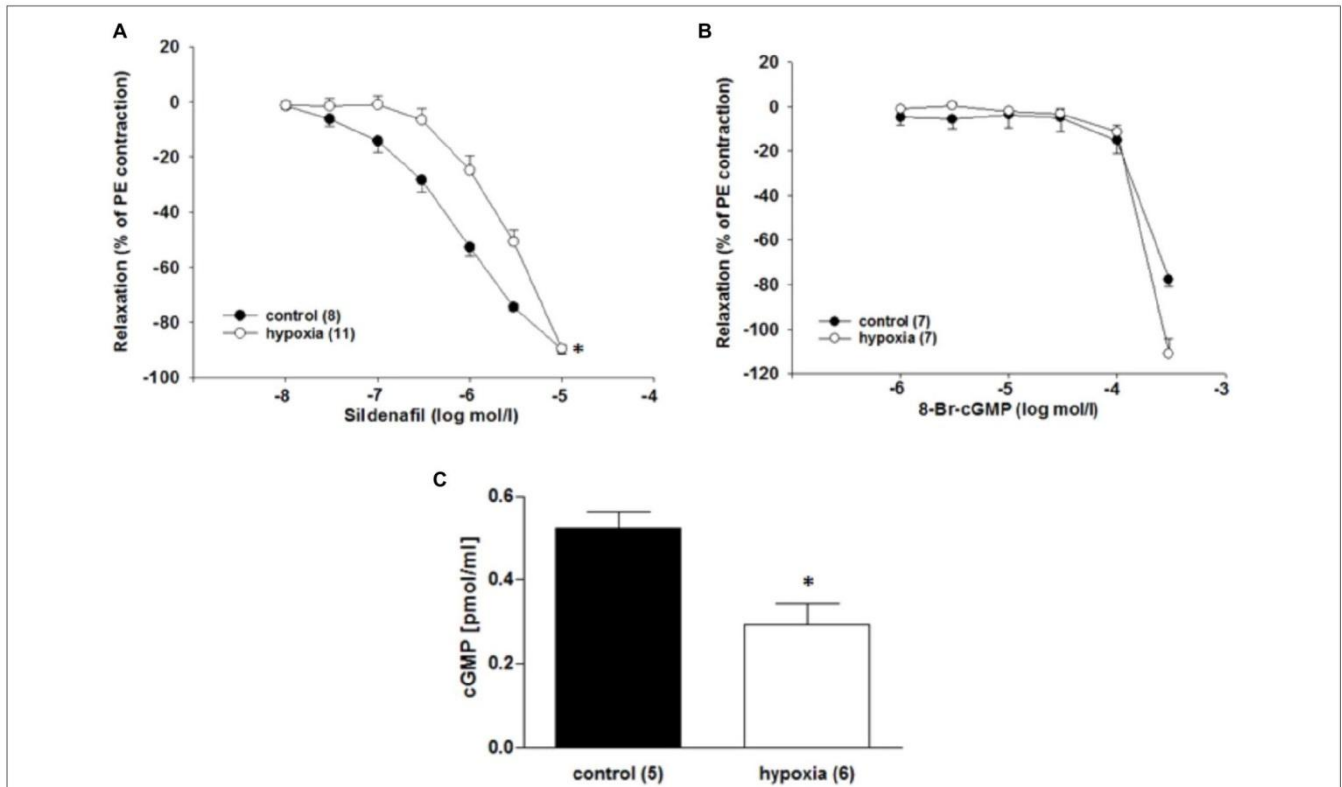 A
20
0
-20
-40
-60
-80
-100
Relaxation (% of PE contraction)
control (8)
hypoxia (11)
*
-8 -7 -6 -5 -4
Sildenafil (log mol/l)
B
20
0
-20
-40
-60
-80
-100
-120
Relaxation (% of PE contraction)
control (7)
hypoxia (7)
-6 -5 -4 -3
8-Br-cGMP (log mol/l)
C
0.6
0.4
0.2
0.0
cGMP [pmol/ml]
*
control (5) hypoxia (6)